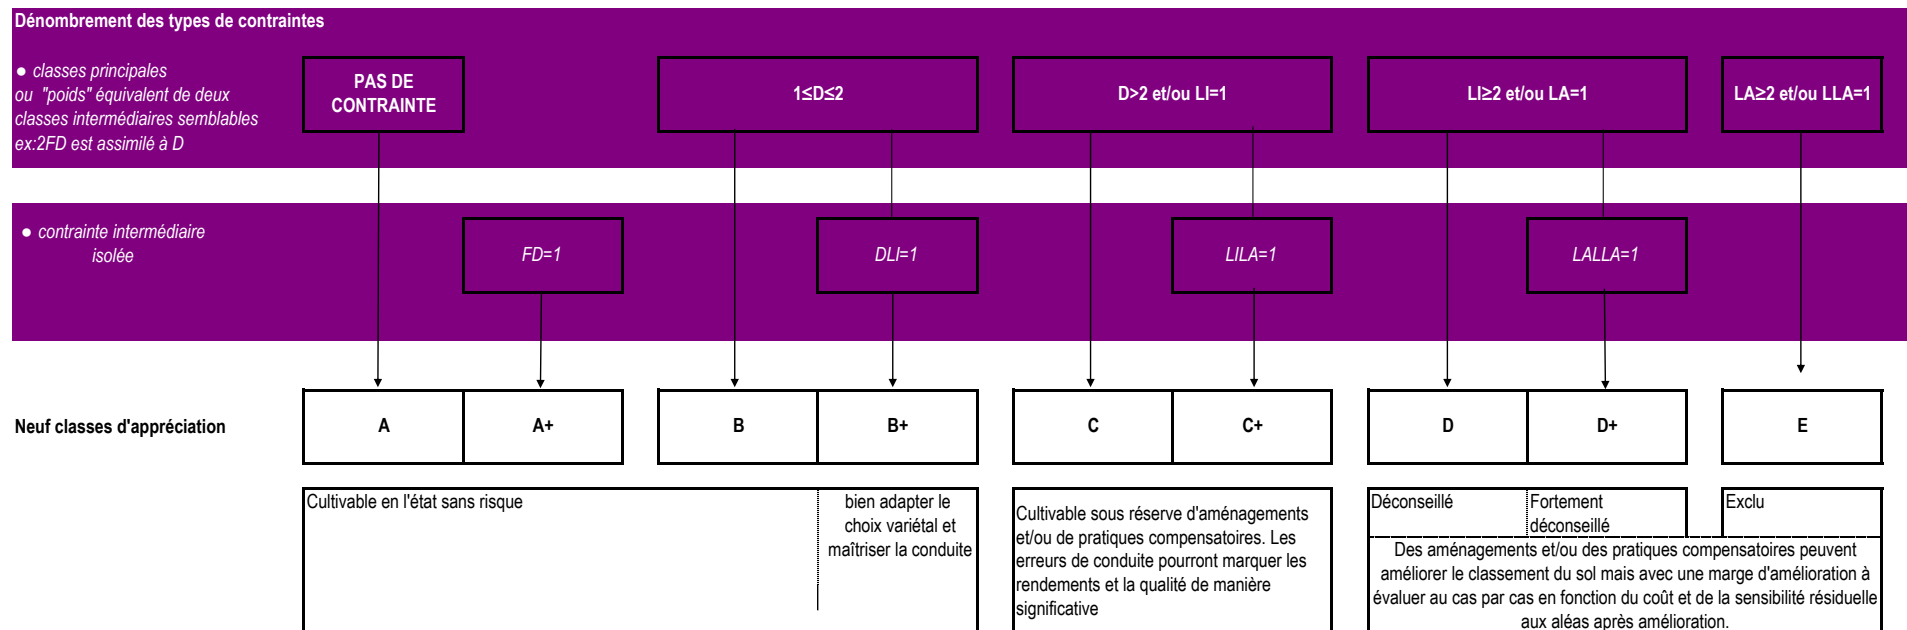 Dénombrement des types de contraintes
● classes principales
ou "poids" équivalent de deux
classes intermédiaires semblables
ex:2FD est assimilé à D
PAS DE
CONTRAINTE
1≤D≤2
D>2 et/ou LI=1
LI≥2 et/ou LA=1
LA≥2 et/ou LLA=1
● contrainte intermédiaire
isolée
FD=1
DLI=1
LILA=1
LALLA=1
Neuf classes d'appréciation
A
A+
B
B+
C
C+
D
D+
E
Cultivable en l'état sans risque
bien adapter le
choix variétal et
maîtriser la conduite
Cultivable sous réserve d'aménagements
et/ou de pratiques compensatoires. Les
erreurs de conduite pourront marquer les
rendements et la qualité de manière
significative
Déconseillé
Fortement
déconseillé
Exclu
Des aménagements et/ou des pratiques compensatoires peuvent
améliorer le classement du sol mais avec une marge d'amélioration à
évaluer au cas par cas en fonction du coût et de la sensibilité résiduelle
aux aléas après amélioration.